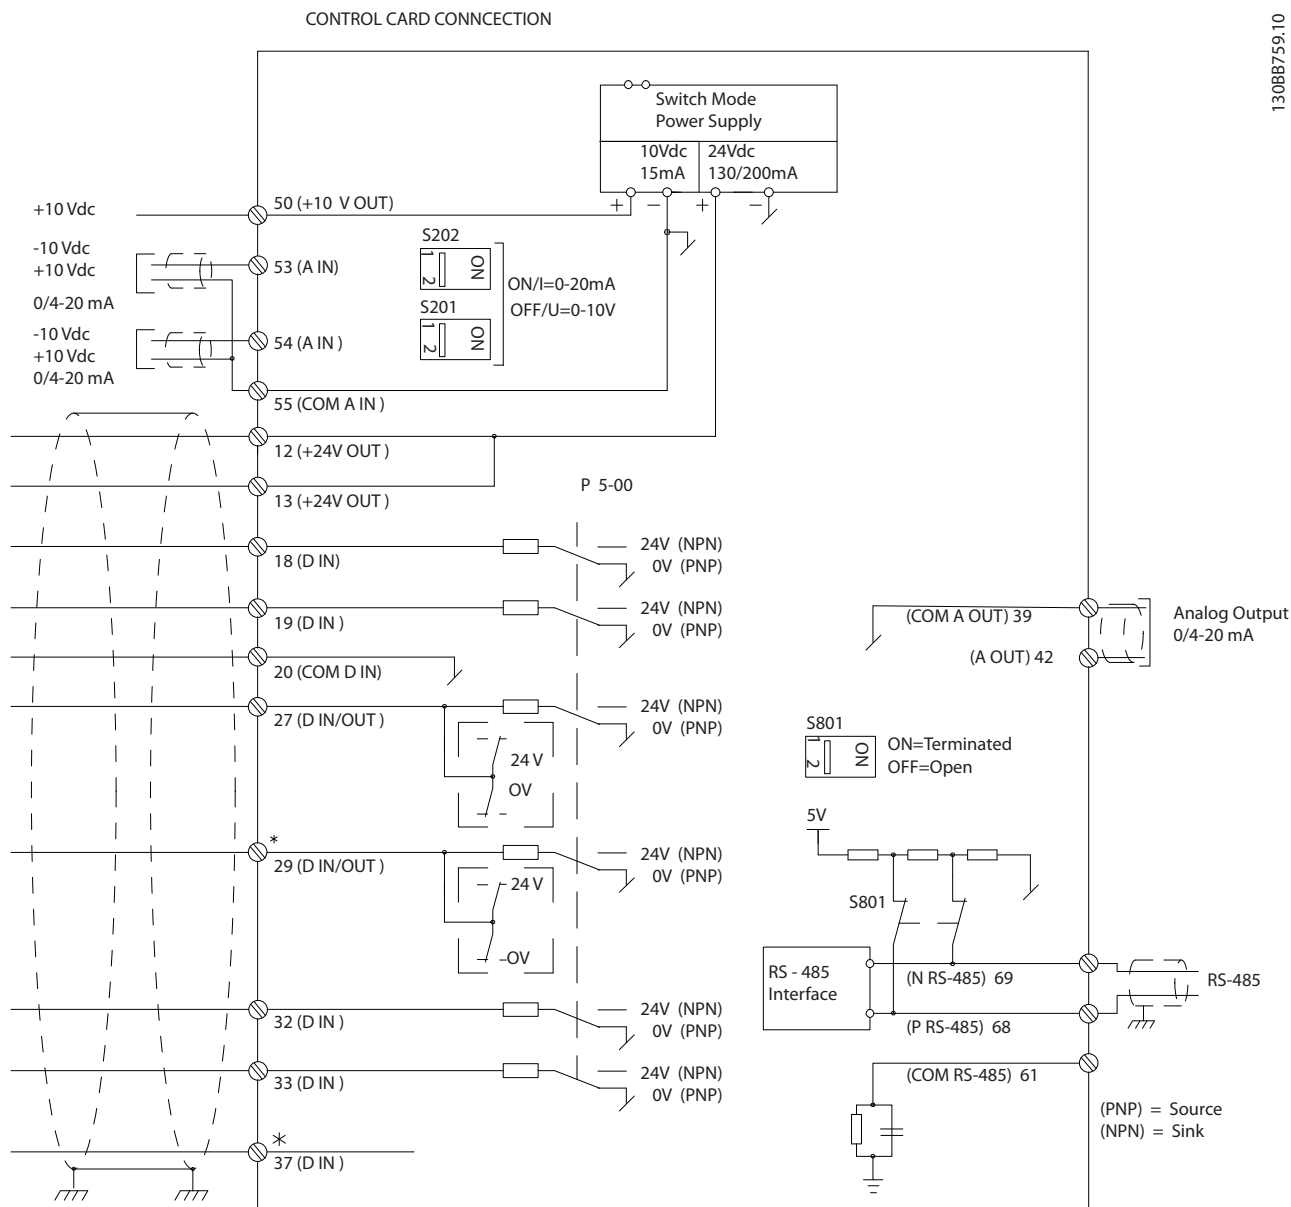 CONTROL CARD CONNCECTION
130BB759.10
Switch Mode
Power Supply
10Vdc
15mA
24Vdc
130/200mA
+ − + −
+10 Vdc
50 (+10 V OUT)
-10 Vdc
+10 Vdc
0/4-20 mA
53 (A IN)
S202
1
2
ON
ON/I=0-20mA
OFF/U=0-10V
S201
1
2
ON
-10 Vdc
+10 Vdc
0/4-20 mA
54 (A IN )
55 (COM A IN )
12 (+24V OUT )
13 (+24V OUT )
P 5-00
18 (D IN)
24V (NPN)
0V (PNP)
19 (D IN )
24V (NPN)
0V (PNP)
(COM A OUT) 39
Analog Output
0/4-20 mA
20 (COM D IN)
(A OUT) 42
27 (D IN/OUT )
24V (NPN)
0V (PNP)
24 V
OV
S801
1
2
ON
ON=Terminated
OFF=Open
5V
*
29 (D IN/OUT )
24V (NPN)
0V (PNP)
24 V
OV
S801
RS - 485
Interface
(N RS-485) 69
RS-485
(P RS-485) 68
32 (D IN )
24V (NPN)
0V (PNP)
33 (D IN )
24V (NPN)
0V (PNP)
(COM RS-485) 61
(PNP) = Source
(NPN) = Sink
*
37 (D IN )